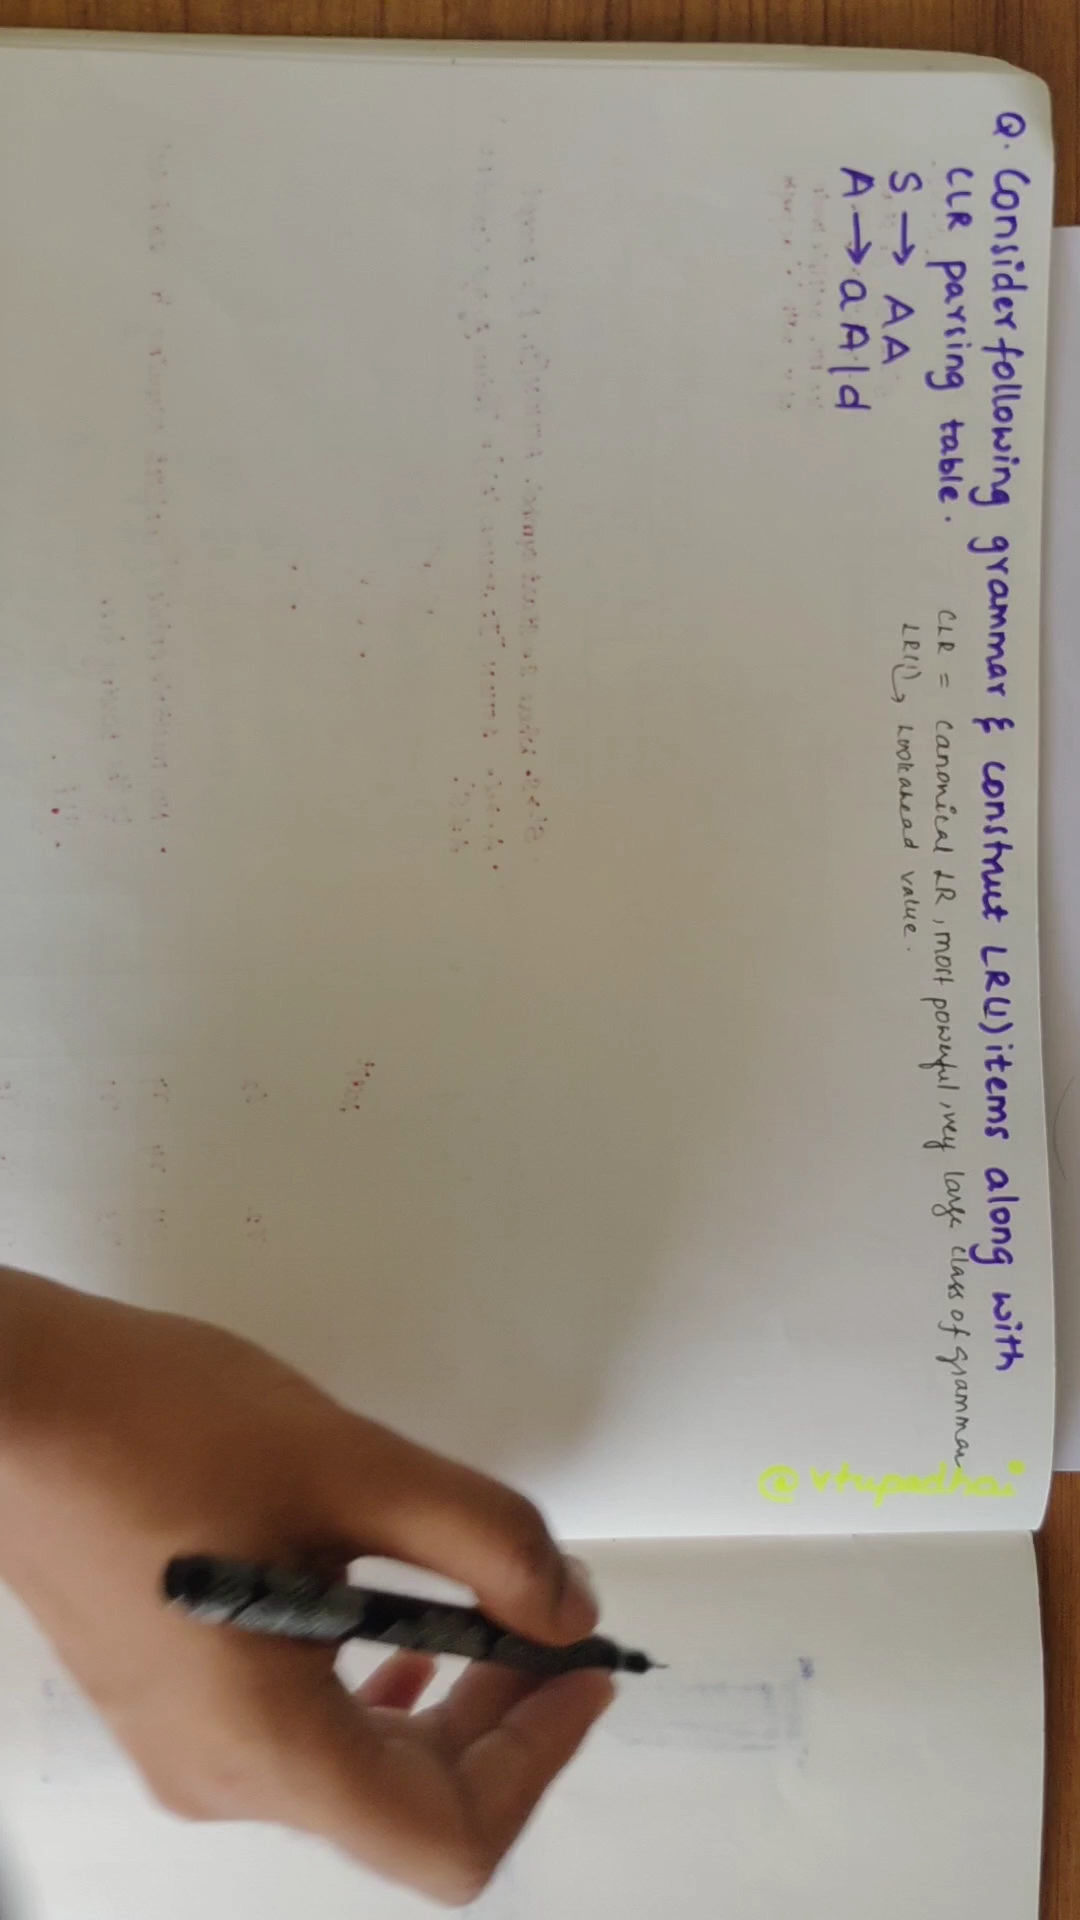 Q. Consider following grammar & construct LR(1) items along with
CLR parsing table.
CLR = canonical LR, most powerful, very large class of grammar
S → AA
LR(1) → Lookahead value.
A → aA | d
@vtupadhai